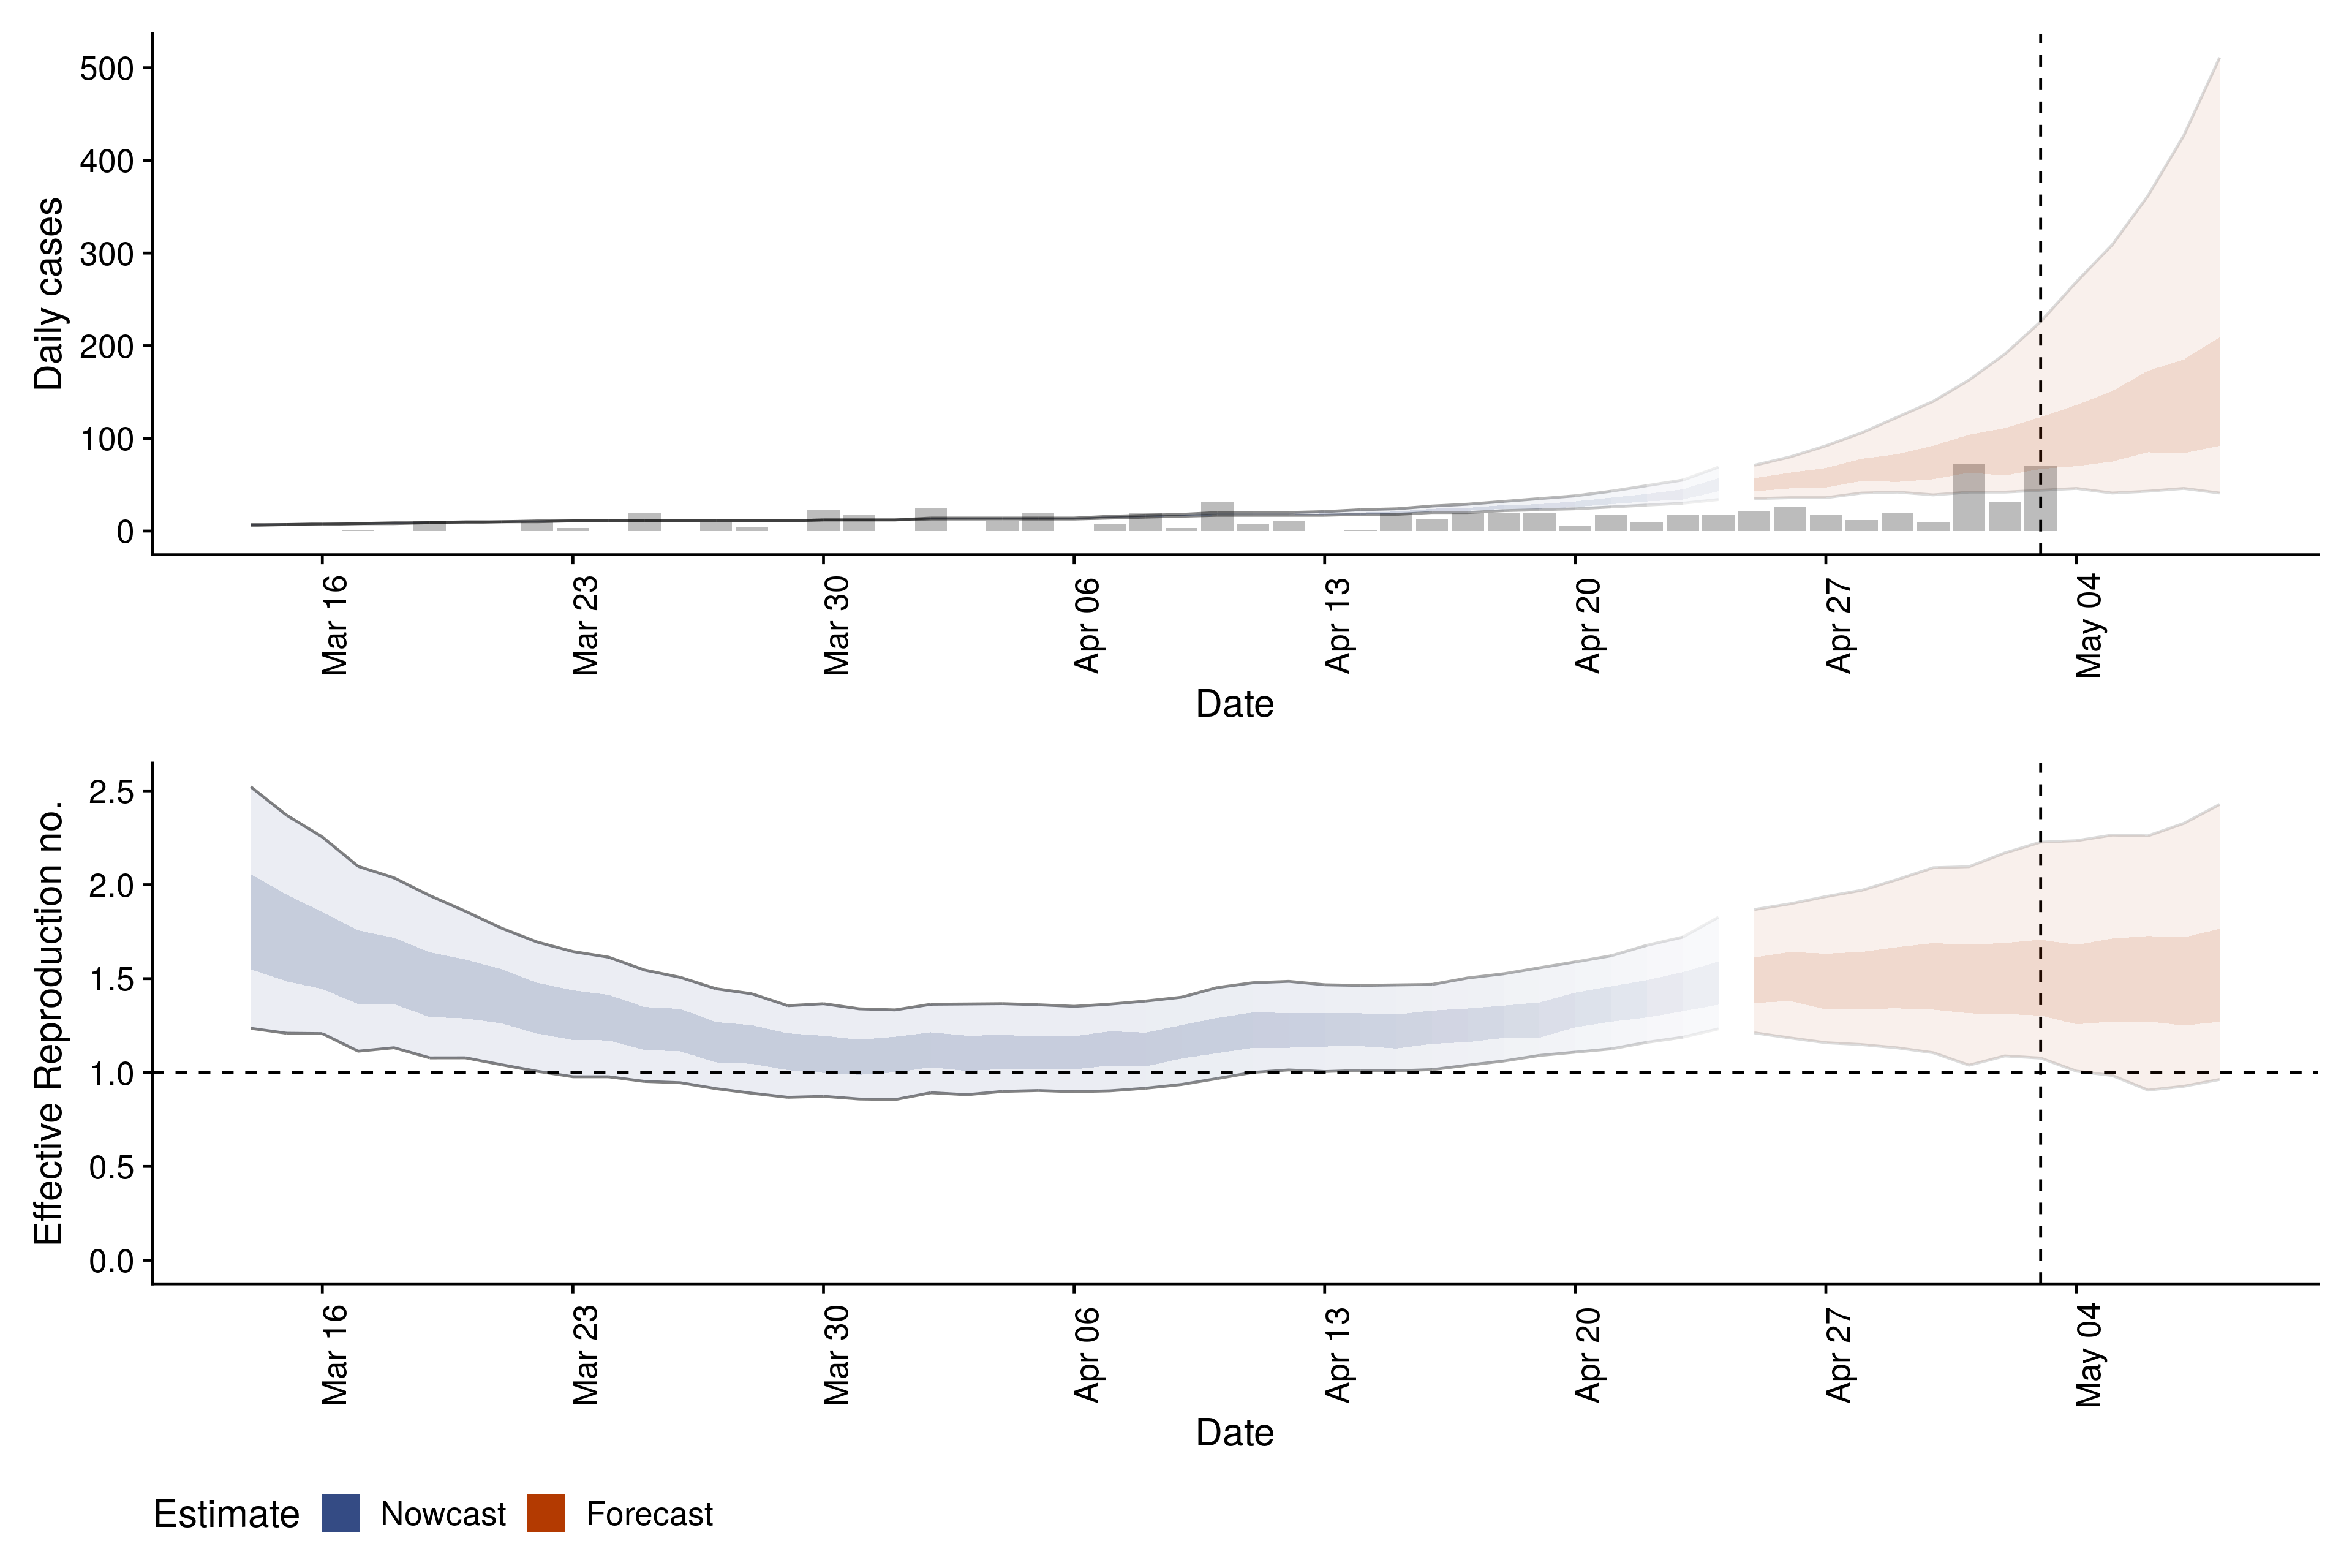 500
400
300
200
100
0
Daily cases
Mar 16 Mar 23 Mar 30 Apr 06 Apr 13 Apr 20 Apr 27 May 04
Date
2.5
2.0
1.5
1.0
0.5
0.0
Effective Reproduction no.
Mar 16 Mar 23 Mar 30 Apr 06 Apr 13 Apr 20 Apr 27 May 04
Date
Estimate Nowcast Forecast